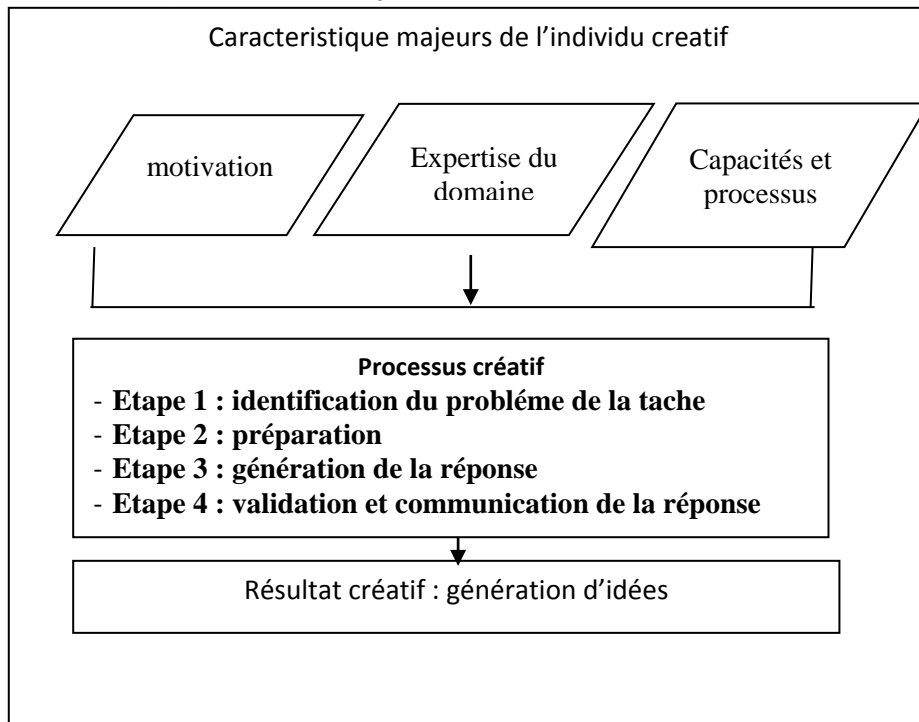 Caracteristique majeurs de l'individu creatif
motivation
Expertise du
domaine
Capacités et
processus
Processus créatif
- Etape 1 : identification du probléme de la tache
- Etape 2 : préparation
- Etape 3 : génération de la réponse
- Etape 4 : validation et communication de la réponse
Résultat créatif : génération d'idées